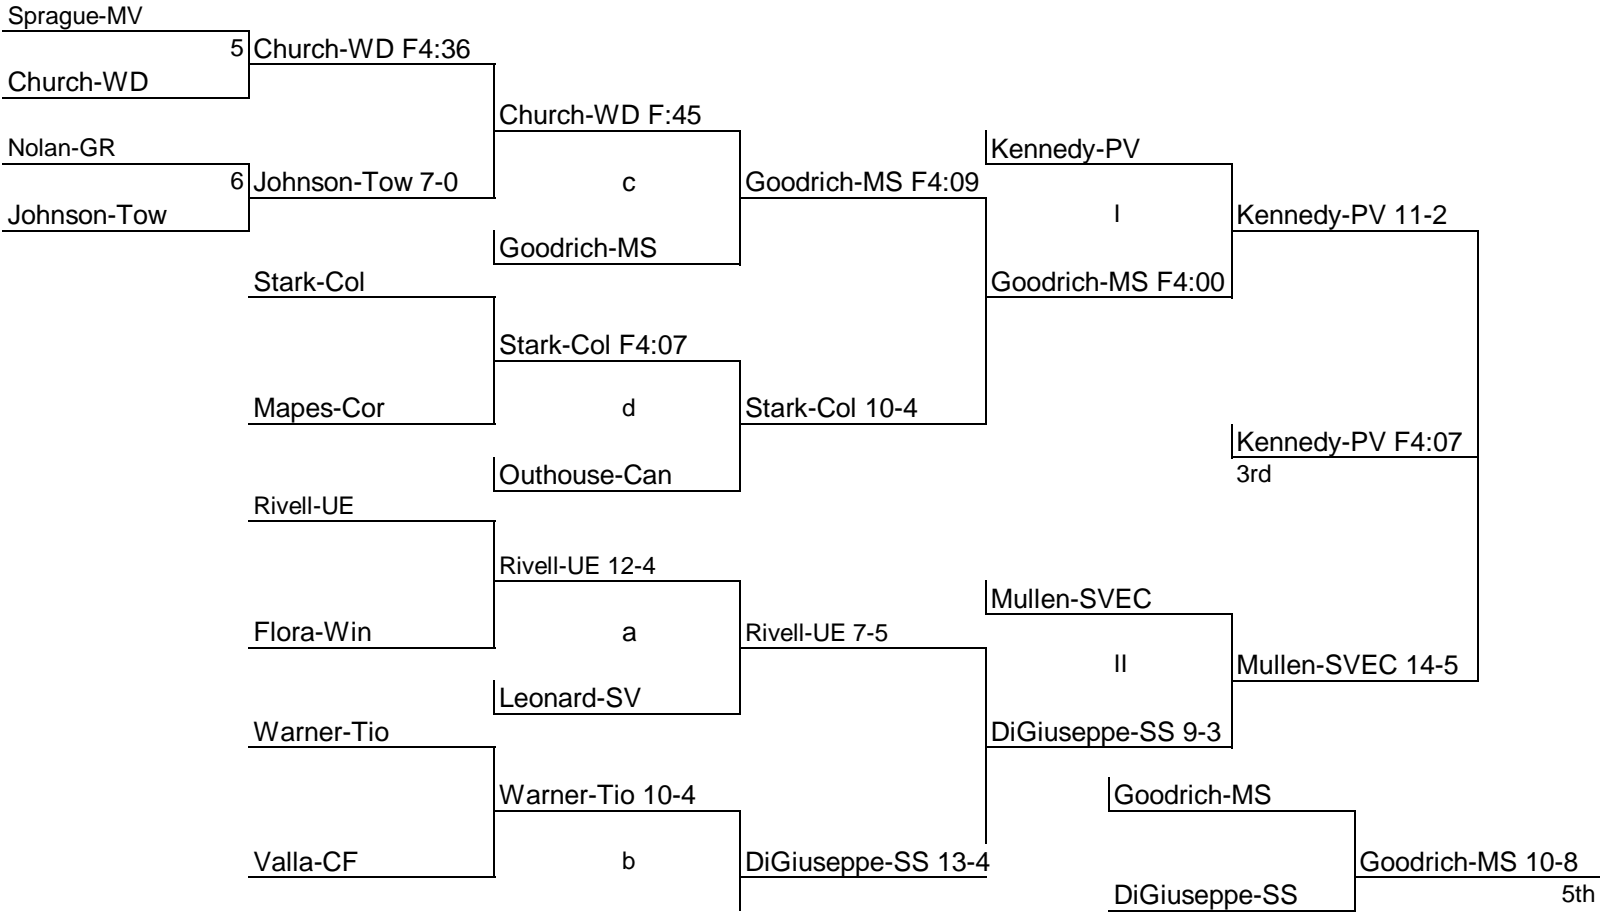 Sprague-MV
5 Church-WD F4:36
Church-WD
Church-WD F:45
Nolan-GR
Kennedy-PV
6 Johnson-Tow 7-0
c
Goodrich-MS F4:09
Johnson-Tow
I
Kennedy-PV 11-2
Goodrich-MS
Stark-Col
Goodrich-MS F4:00
Stark-Col F4:07
Mapes-Cor
d
Stark-Col 10-4
Kennedy-PV F4:07
Outhouse-Can
3rd
Rivell-UE
Rivell-UE 12-4
Mullen-SVEC
Flora-Win
a
Rivell-UE 7-5
II
Mullen-SVEC 14-5
Leonard-SV
Warner-Tio
DiGiuseppe-SS 9-3
Warner-Tio 10-4
Goodrich-MS
Valla-CF
b
DiGiuseppe-SS 13-4
Goodrich-MS 10-8
DiGiuseppe-SS
5th